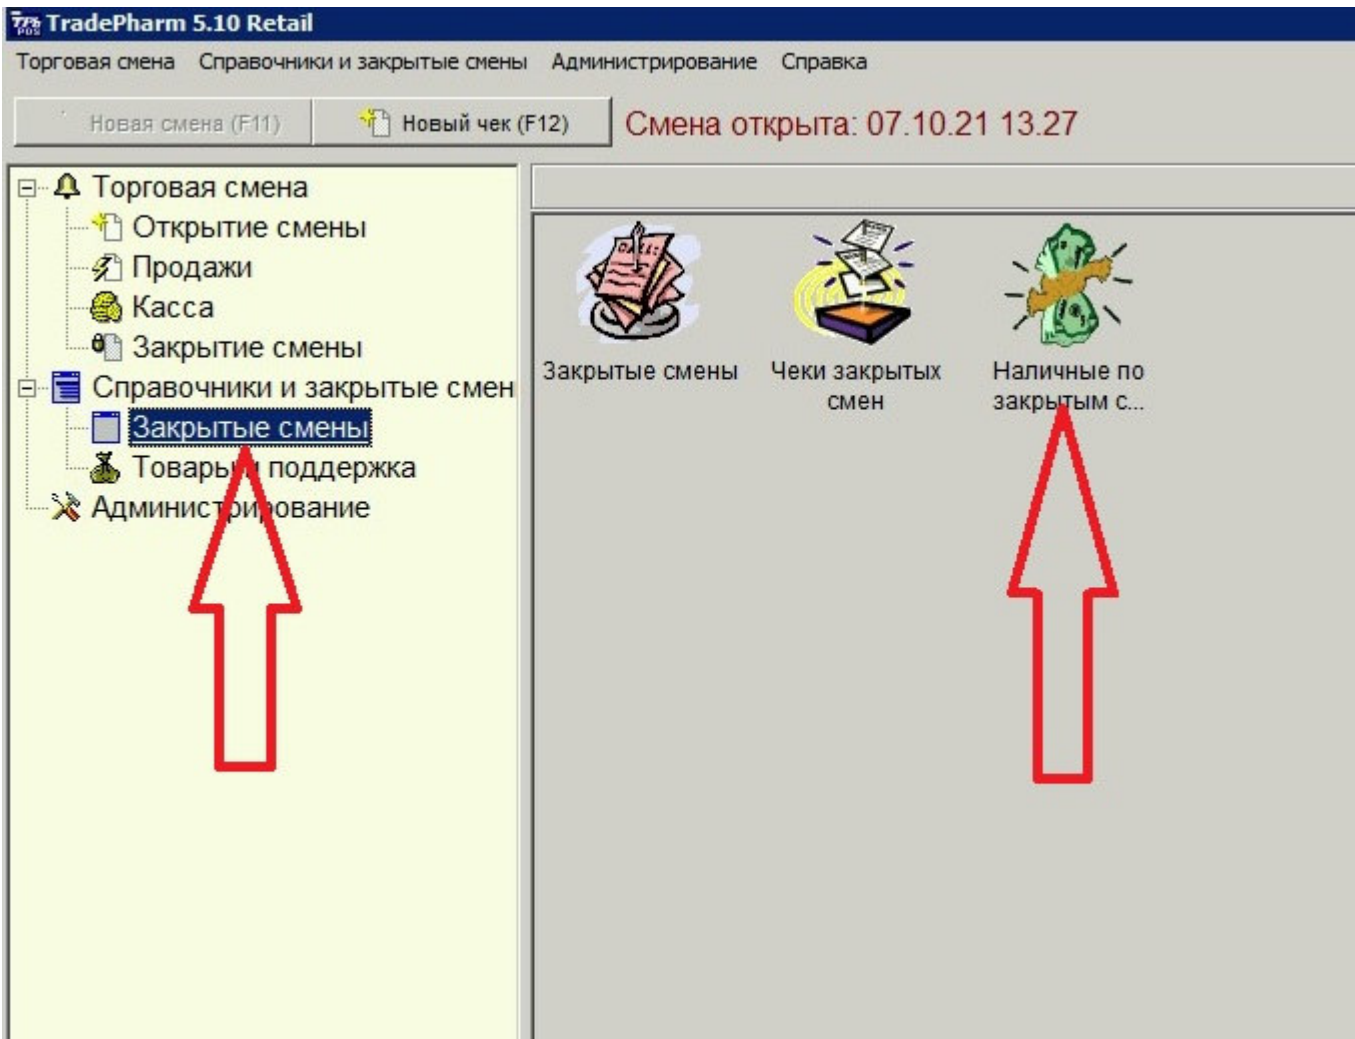 TradePharm 5.10 Retail
Торговая смена Справочники и закрытые смены Администрирование Справка
Новая смена (F11) Новый чек (F12) Смена открыта: 07.10.21 13.27
Торговая смена
Открытие смены
Продажи
Касса
Закрытие смены
Справочники и закрытые смен
Закрытые смены
Товары и поддержка
Администрирование
Закрытые смены
Чеки закрытых
смен
Наличные по
закрытым с...